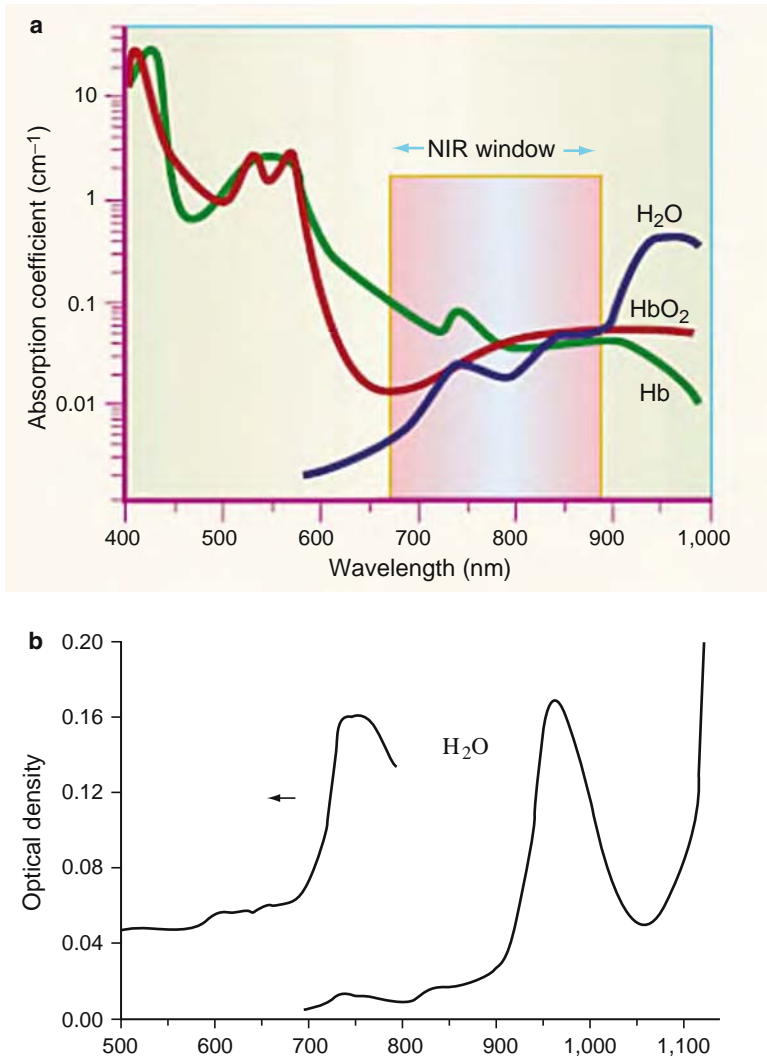 a
Absorption coefficient (cm⁻¹)
10
1
0.1
0.01
NIR window
H₂O
HbO₂
Hb
400 500 600 700 800 900 1,000
Wavelength (nm)
b
Optical density
0.20
0.16
0.12
0.08
0.04
0.00
H₂O
500 600 700 800 900 1,000 1,100